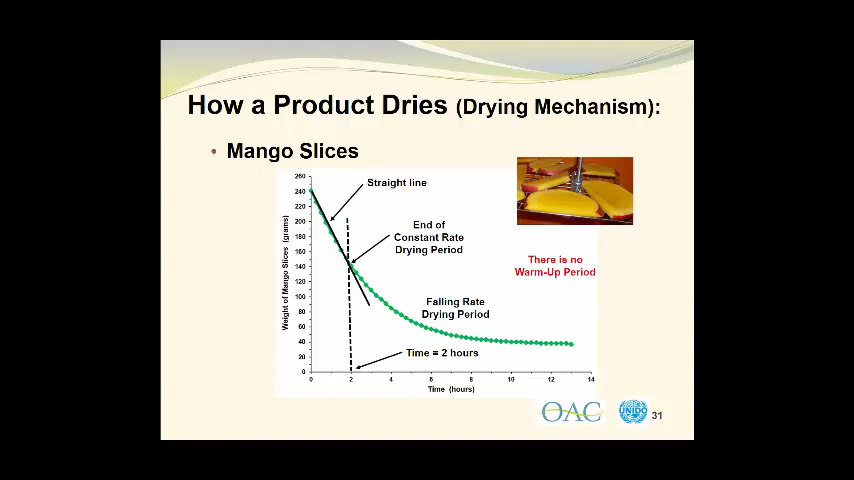 How a Product Dries (Drying Mechanism):
• Mango Slices
Straight line
End of
Constant Rate
Drying Period
There is no
Warm-Up Period
Falling Rate
Drying Period
Time = 2 hours
Weight of Mango Slices (grams)
260
240
220
200
180
160
140
120
100
80
60
40
20
0
0 2 4 6 8 10 12 14
Time (hours)
OAC
UNIDO
31